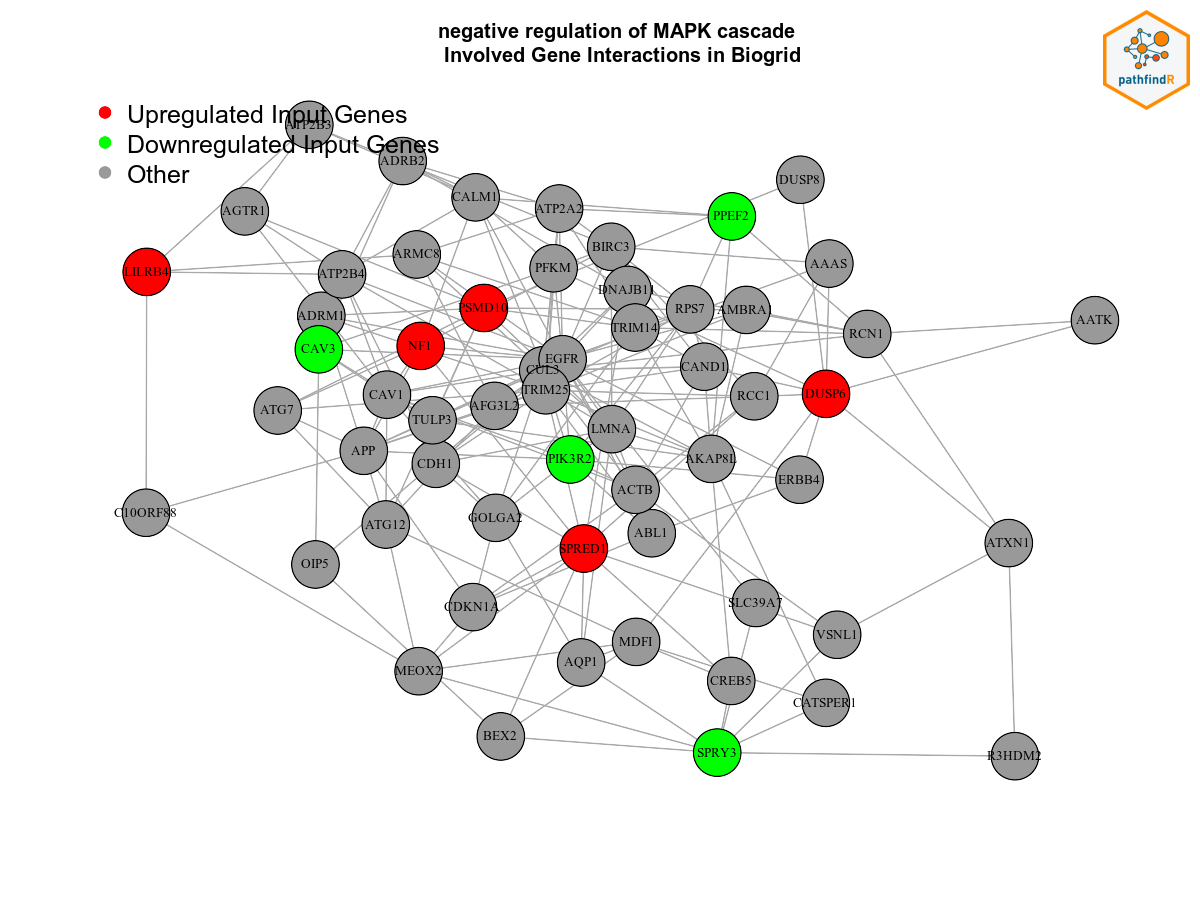 negative regulation of MAPK cascade
Involved Gene Interactions in Biogrid
pathfindR
Upregulated Input Genes
Downregulated Input Genes
Other
ATP2B3
ADRB2
DUSP8
CALM1
AGTR1
ATP2A2
PPEF2
BIRC3
ARMC8
AAAS
PFKM
LILRB4
ATP2B4
DNAJB11
PSMD10
RPS7
AMBRA1
ADRM1
TRIM14
AATK
RCN1
NF1
CAV3
EGFR
CUL3
CAND1
TRIM25
CAV1
DUSP6
RCC1
AFG3L2
ATG7
TULP3
LMNA
APP
PIK3R2
AKAP8L
CDH1
ERBB4
ACTB
C10ORF88
GOLGA2
ATG12
ABL1
ATXN1
SPRED1
OIP5
SLC39A7
CDKN1A
VSNL1
MDFI
AQP1
MEOX2
CREB5
CATSPER1
BEX2
SPRY3
R3HDM2